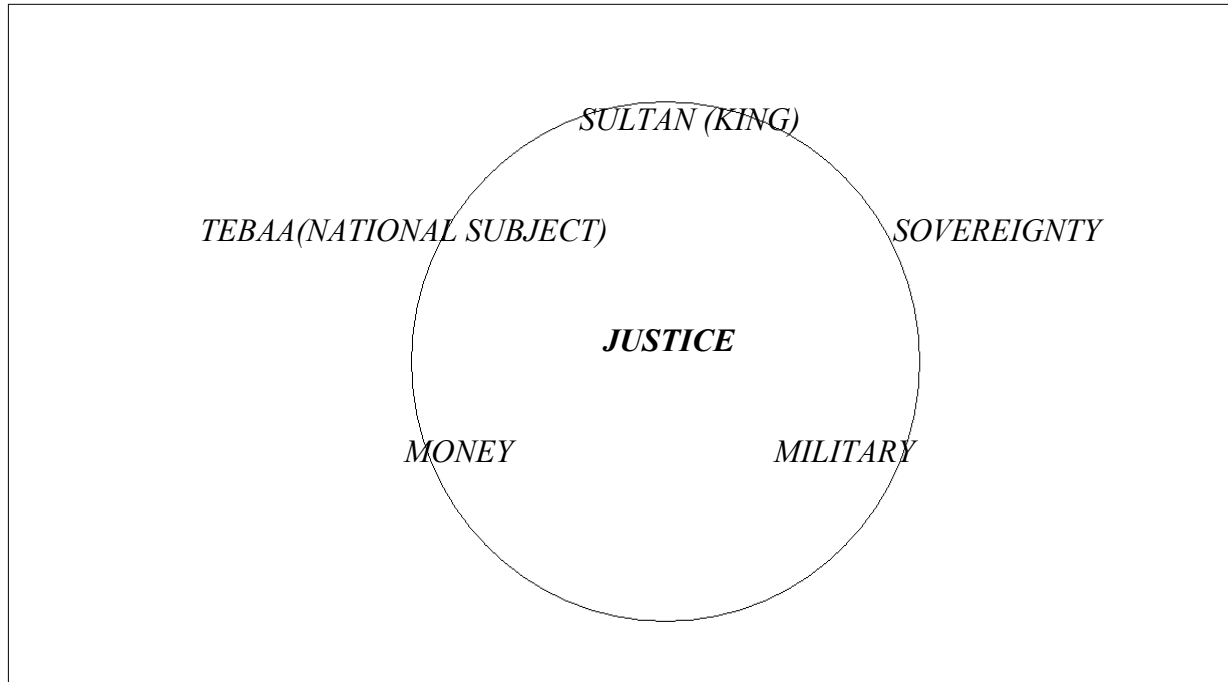 SULTAN (KING)
TEBAA(NATIONAL SUBJECT) SOVEREIGNTY
JUSTICE
MONEY MILITARY